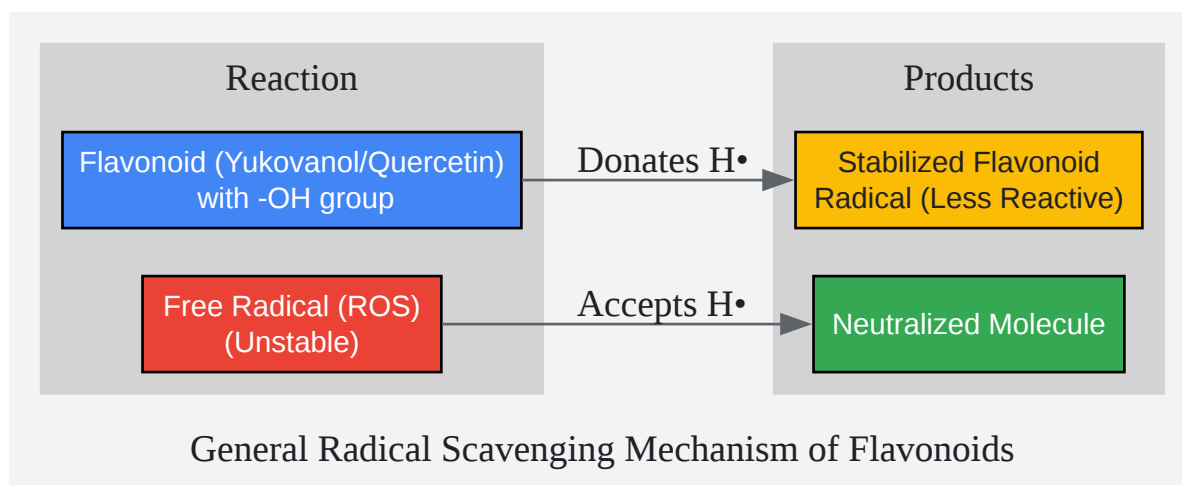 Reaction
Products
Flavonoid (Yukovanol/Quercetin)
with -OH group
Donates H•
Stabilized Flavonoid
Radical (Less Reactive)
Free Radical (ROS)
(Unstable)
Accepts H•
Neutralized Molecule
General Radical Scavenging Mechanism of Flavonoids